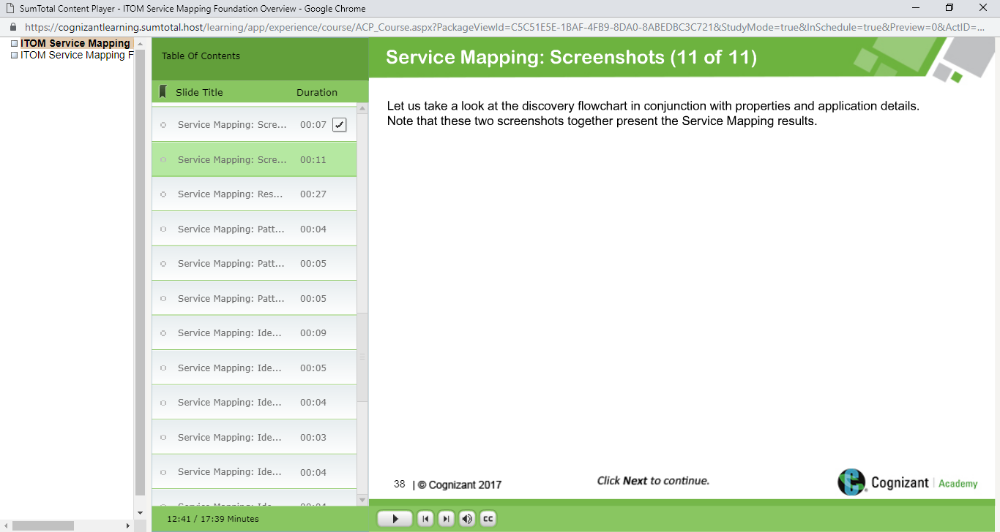 SumTotal Content Player - ITOM Service Mapping Foundation Overview - Google Chrome
https://cognizantlearning.sumtotal.host/learning/app/experience/course/ACP_Course.aspx?PackageViewId=C5C51E5E-1BAF-4FB9-8DA0-8ABEDBC3C721&StudyMode=true&InSchedule=true&Preview=0&ActID=...
ITOM Service Mapping
ITOM Service Mapping F
Table Of Contents
Slide Title Duration
Service Mapping: Scre... 00:07
Service Mapping: Scre... 00:11
Service Mapping: Res... 00:27
Service Mapping: Patt... 00:04
Service Mapping: Patt... 00:05
Service Mapping: Patt... 00:05
Service Mapping: Ide... 00:09
Service Mapping: Ide... 00:05
Service Mapping: Ide... 00:04
Service Mapping: Ide... 00:03
Service Mapping: Ide... 00:04
Service Mapping: Ide... 00:04
12:41 / 17:39 Minutes
Service Mapping: Screenshots (11 of 11)
Let us take a look at the discovery flowchart in conjunction with properties and application details.
Note that these two screenshots together present the Service Mapping results.
38 | © Cognizant 2017
Click Next to continue.
Cognizant | Academy
CC